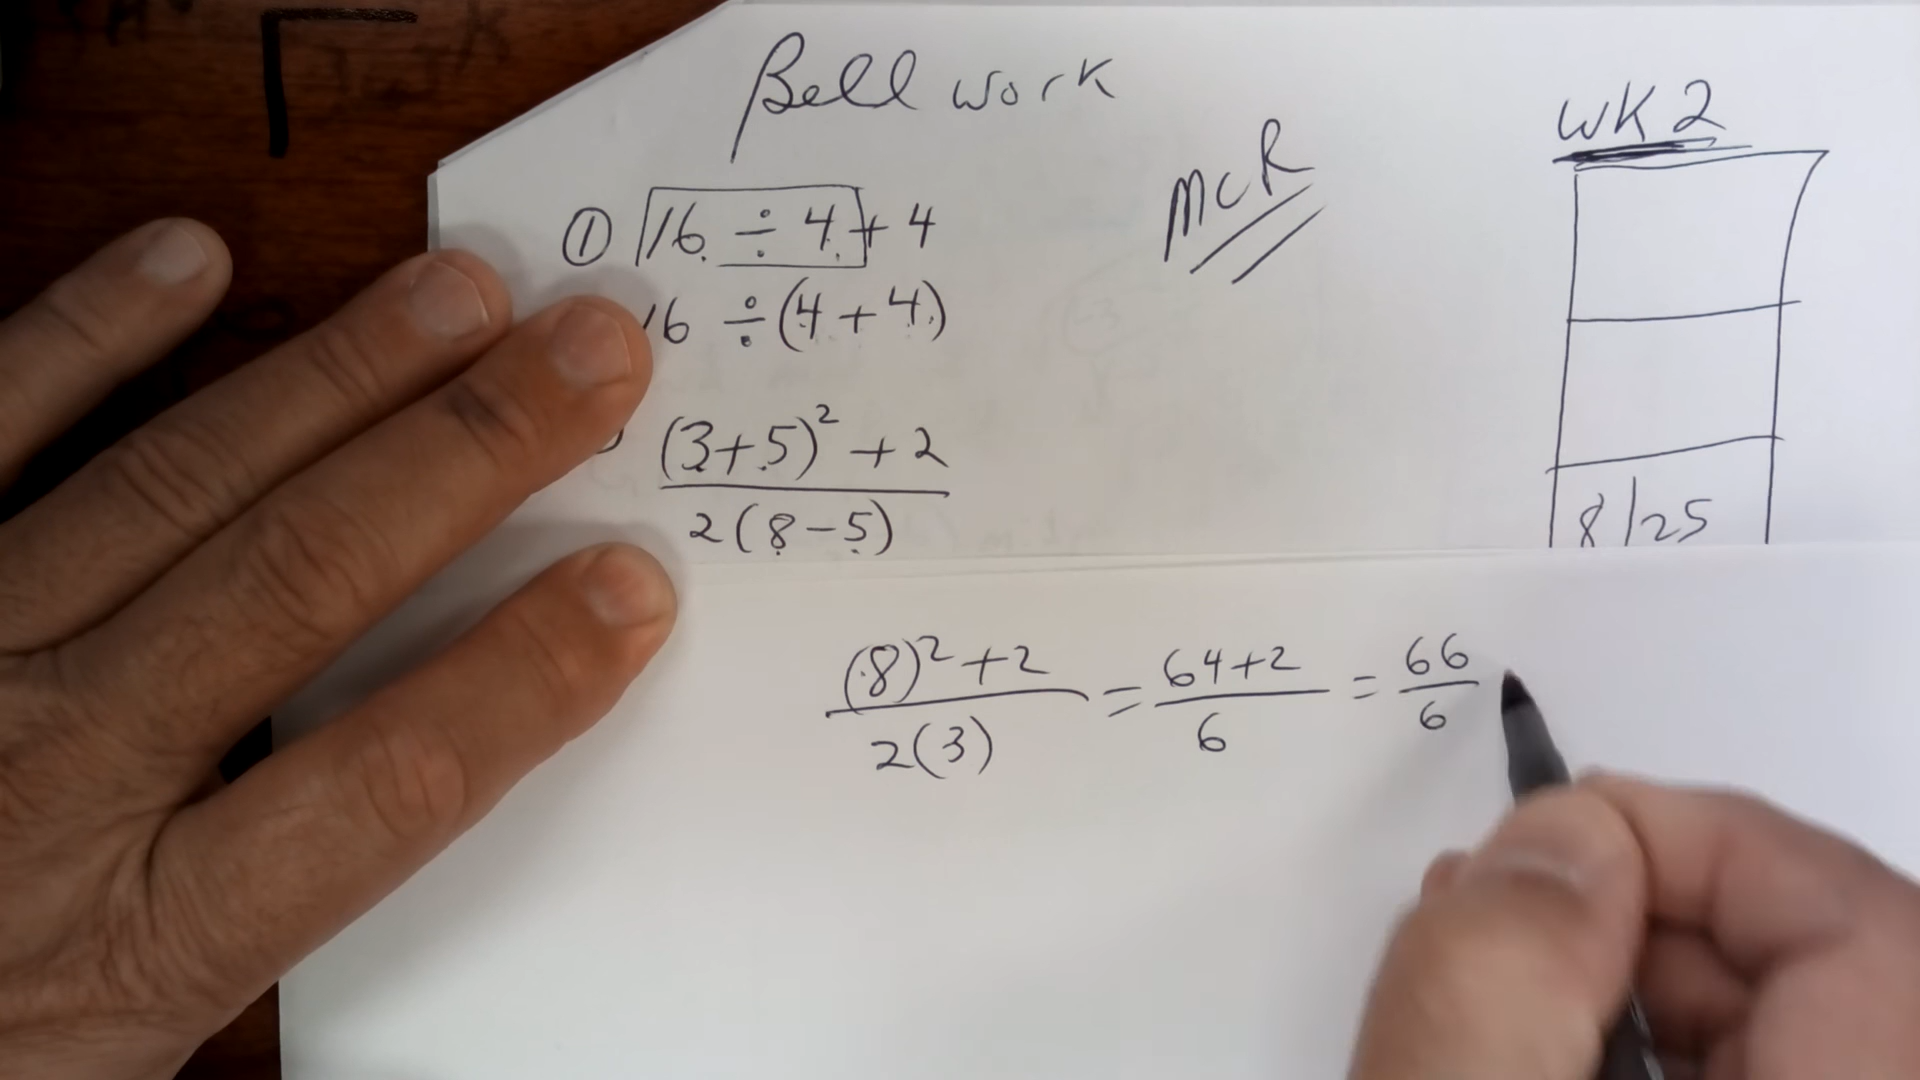 Bell work
WK 2
MCR
① 16 ÷ 4 + 4
16 ÷ (4 + 4)
(3+5)² + 2
2(8-5)
8/25
(8)² + 2 = 64+2 = 66
2(3) 6 6